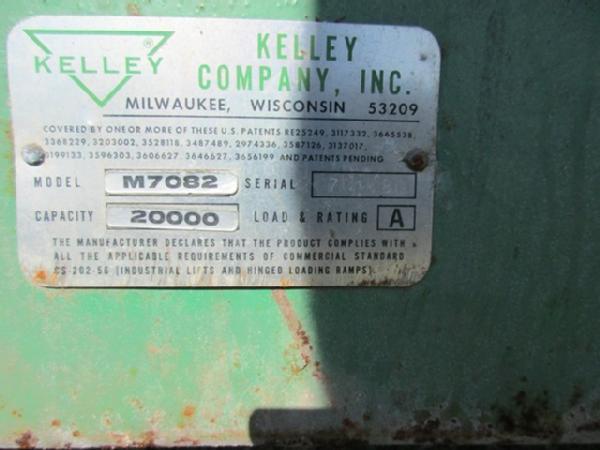 KELLEY ®
KELLEY
COMPANY, INC.
MILWAUKEE, WISCONSIN 53209
COVERED BY ONE OR MORE OF THESE U.S. PATENTS RE25249, 3117332, 3645538,
3368229, 3203002, 3528118, 3487489, 2974336, 3587126, 3137017,
3199133, 3596303, 3606627, 3646627, 3656199 AND PATENTS PENDING
MODEL M7082 SERIAL
CAPACITY 20000 LOAD & RATING A
THE MANUFACTURER DECLARES THAT THE PRODUCT COMPLIES WITH
ALL THE APPLICABLE REQUIREMENTS OF COMMERCIAL STANDARD
CS 202-56 (INDUSTRIAL LIFTS AND HINGED LOADING RAMPS).